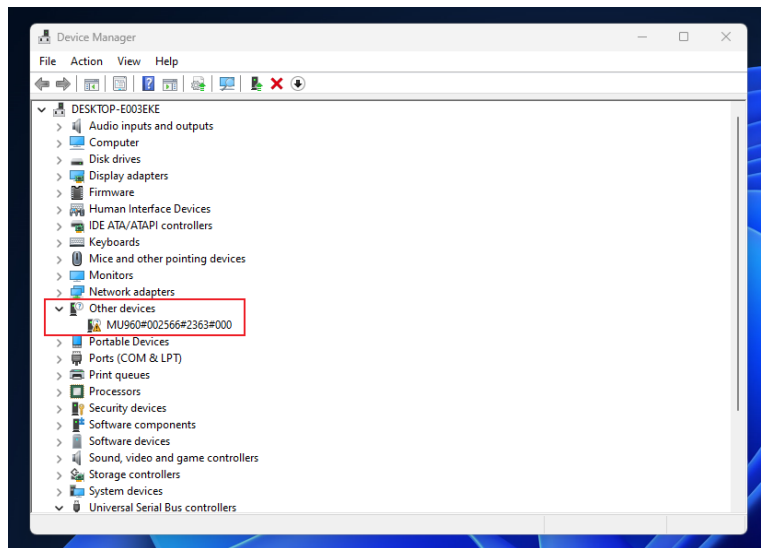 Device Manager
File Action View Help
DESKTOP-E003EKE
Audio inputs and outputs
Computer
Disk drives
Display adapters
Firmware
Human Interface Devices
IDE ATA/ATAPI controllers
Keyboards
Mice and other pointing devices
Monitors
Network adapters
Other devices
MU960#002566#2363#000
Portable Devices
Ports (COM & LPT)
Print queues
Processors
Security devices
Software components
Software devices
Sound, video and game controllers
Storage controllers
System devices
Universal Serial Bus controllers